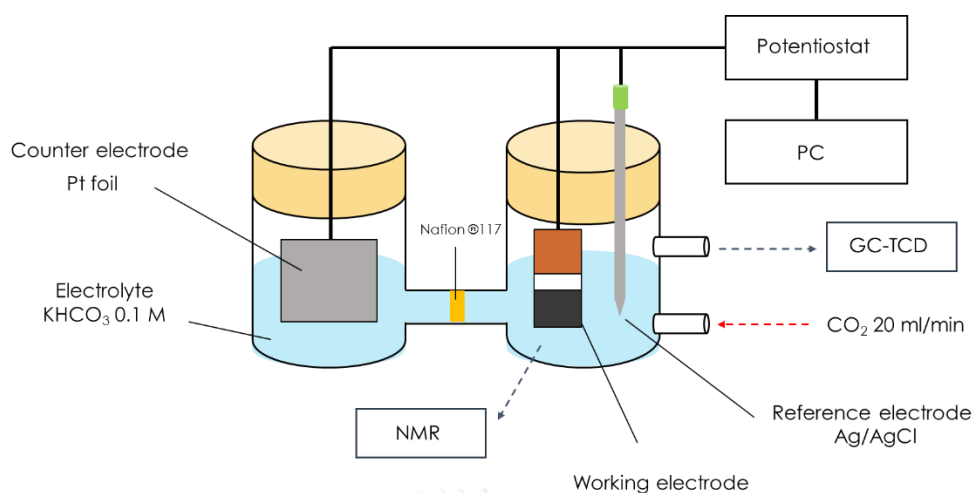 Potentiostat
PC
Counter electrode
Pt foil
Nafion ®117
GC-TCD
Electrolyte
KHCO₃ 0.1 M
CO₂ 20 ml/min
NMR
Reference electrode
Ag/AgCl
Working electrode